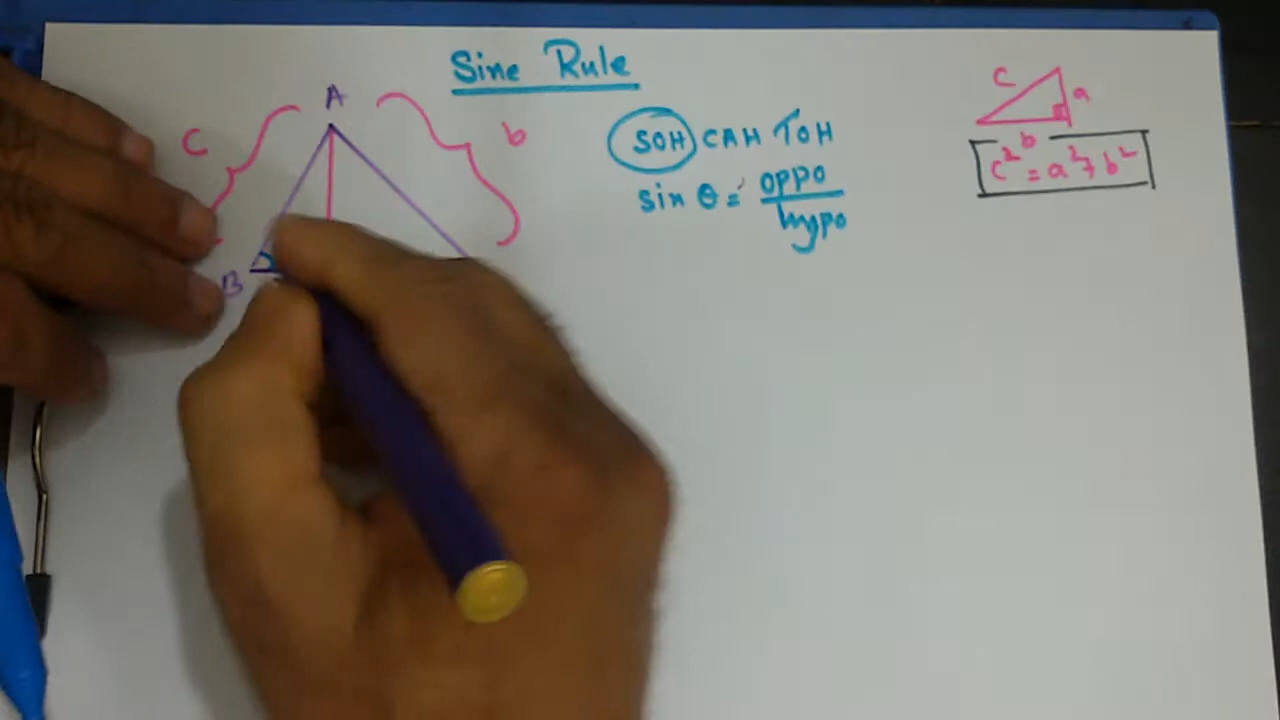 Sine Rule
A
c
b
B
SOH CAH TOH
sin θ = oppo
hypo
c
a
b
c² = a² + b²